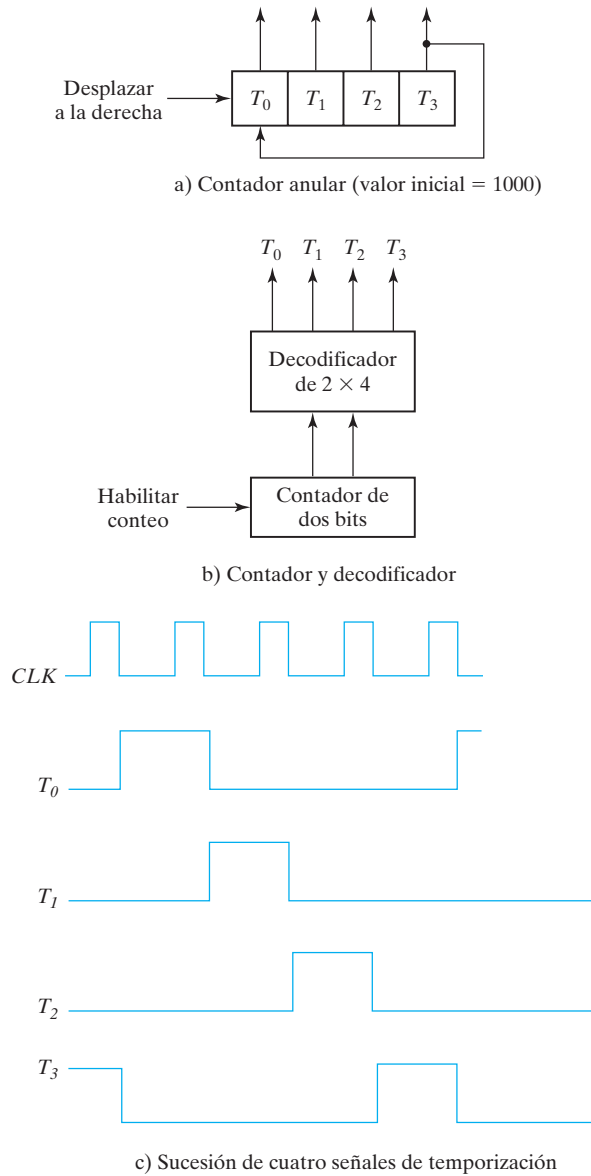 Desplazar
a la derecha
T0 T1 T2 T3
a) Contador anular (valor inicial = 1000)
T0 T1 T2 T3
Decodificador
de 2 × 4
Habilitar
conteo
Contador de
dos bits
b) Contador y decodificador
CLK
T0
T1
T2
T3
c) Sucesión de cuatro señales de temporización